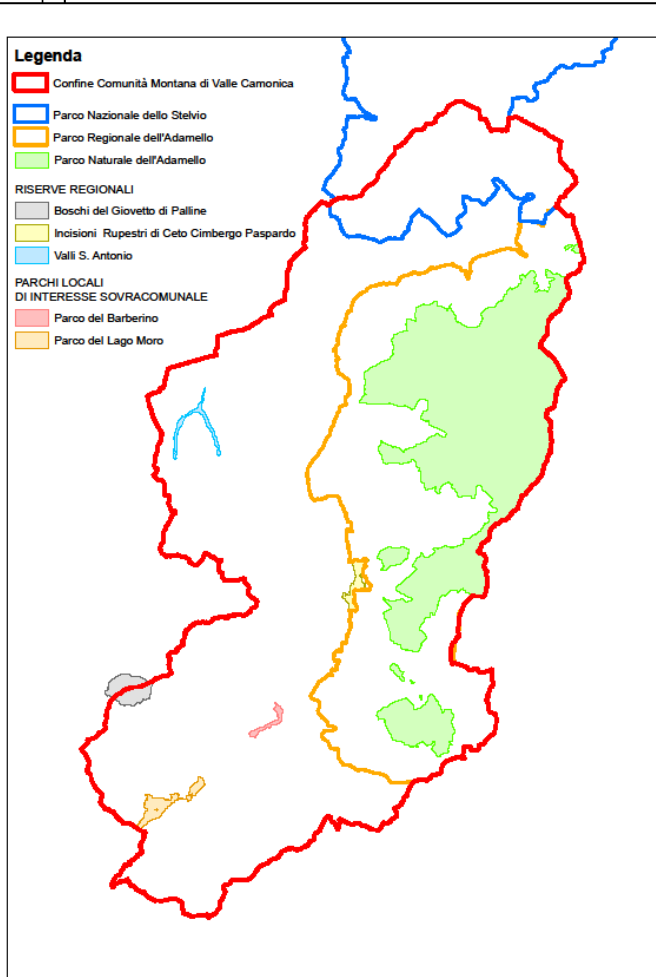 Legenda
Confine Comunità Montana di Valle Camonica
Parco Nazionale dello Stelvio
Parco Regionale dell'Adamello
Parco Naturale dell'Adamello
RISERVE REGIONALI
Boschi del Giovetto di Palline
Incisioni Rupestri di Ceto Cimbergo Paspardo
Valli S. Antonio
PARCHI LOCALI
DI INTERESSE SOVRACOMUNALE
Parco del Barberino
Parco del Lago Moro